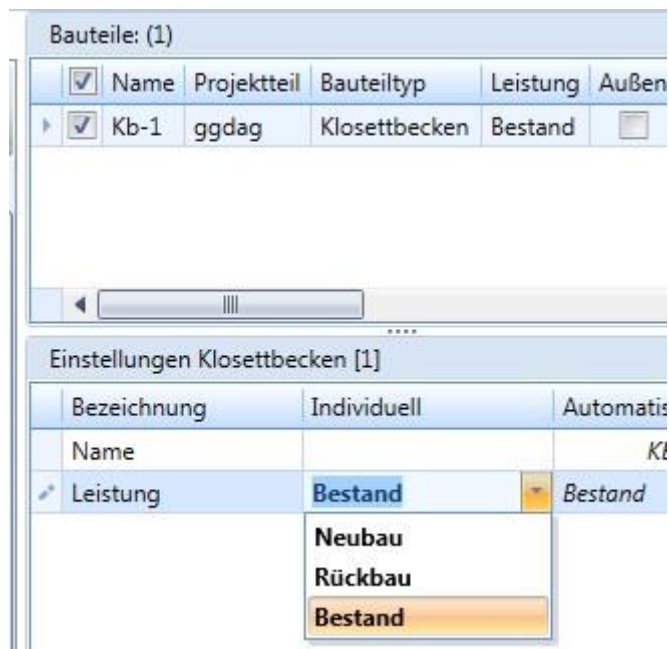 Bauteile: (1)
Name Projektteil Bauteiltyp Leistung Außen
Kb-1 ggdag Klosettbecken Bestand
Einstellungen Klosettbecken [1]
Bezeichnung Individuell Automatis
Name KB
Leistung Bestand Bestand
Neubau
Rückbau
Bestand